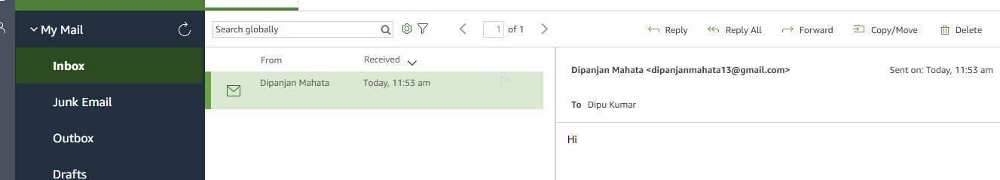 My Mail
Inbox
Junk Email
Outbox
Drafts
Search globally
1 of 1
From Received
Dipanjan Mahata Today, 11:53 am
Reply Reply All Forward Copy/Move Delete
Dipanjan Mahata <dipanjanmahata13@gmail.com> Sent on: Today, 11:53 am
To Dipu Kumar
Hi